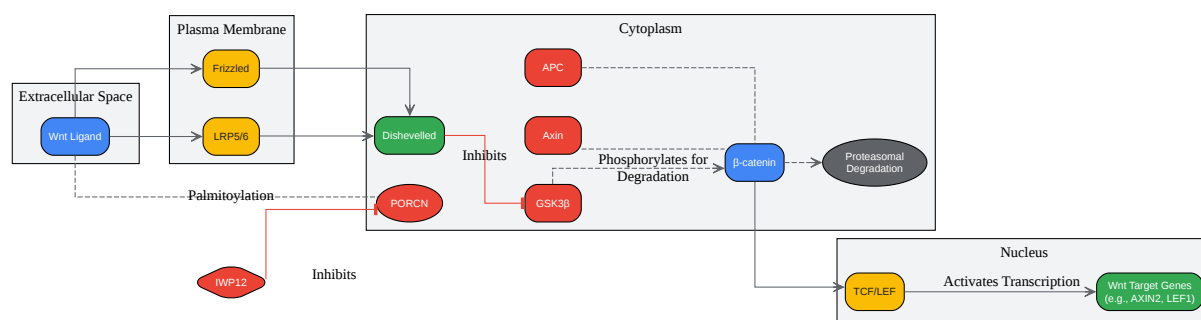 Plasma Membrane
Cytoplasm
Frizzled
APC
Extracellular Space
Wnt Ligand
LRP5/6
Dishevelled
Axin
Inhibits
Phosphorylates for
Degradation
β-catenin
Proteasomal
Degradation
Palmitoylation
PORCN
GSK3β
Nucleus
IWP12
Inhibits
TCF/LEF
Activates Transcription
Wnt Target Genes
(e.g., AXIN2, LEF1)